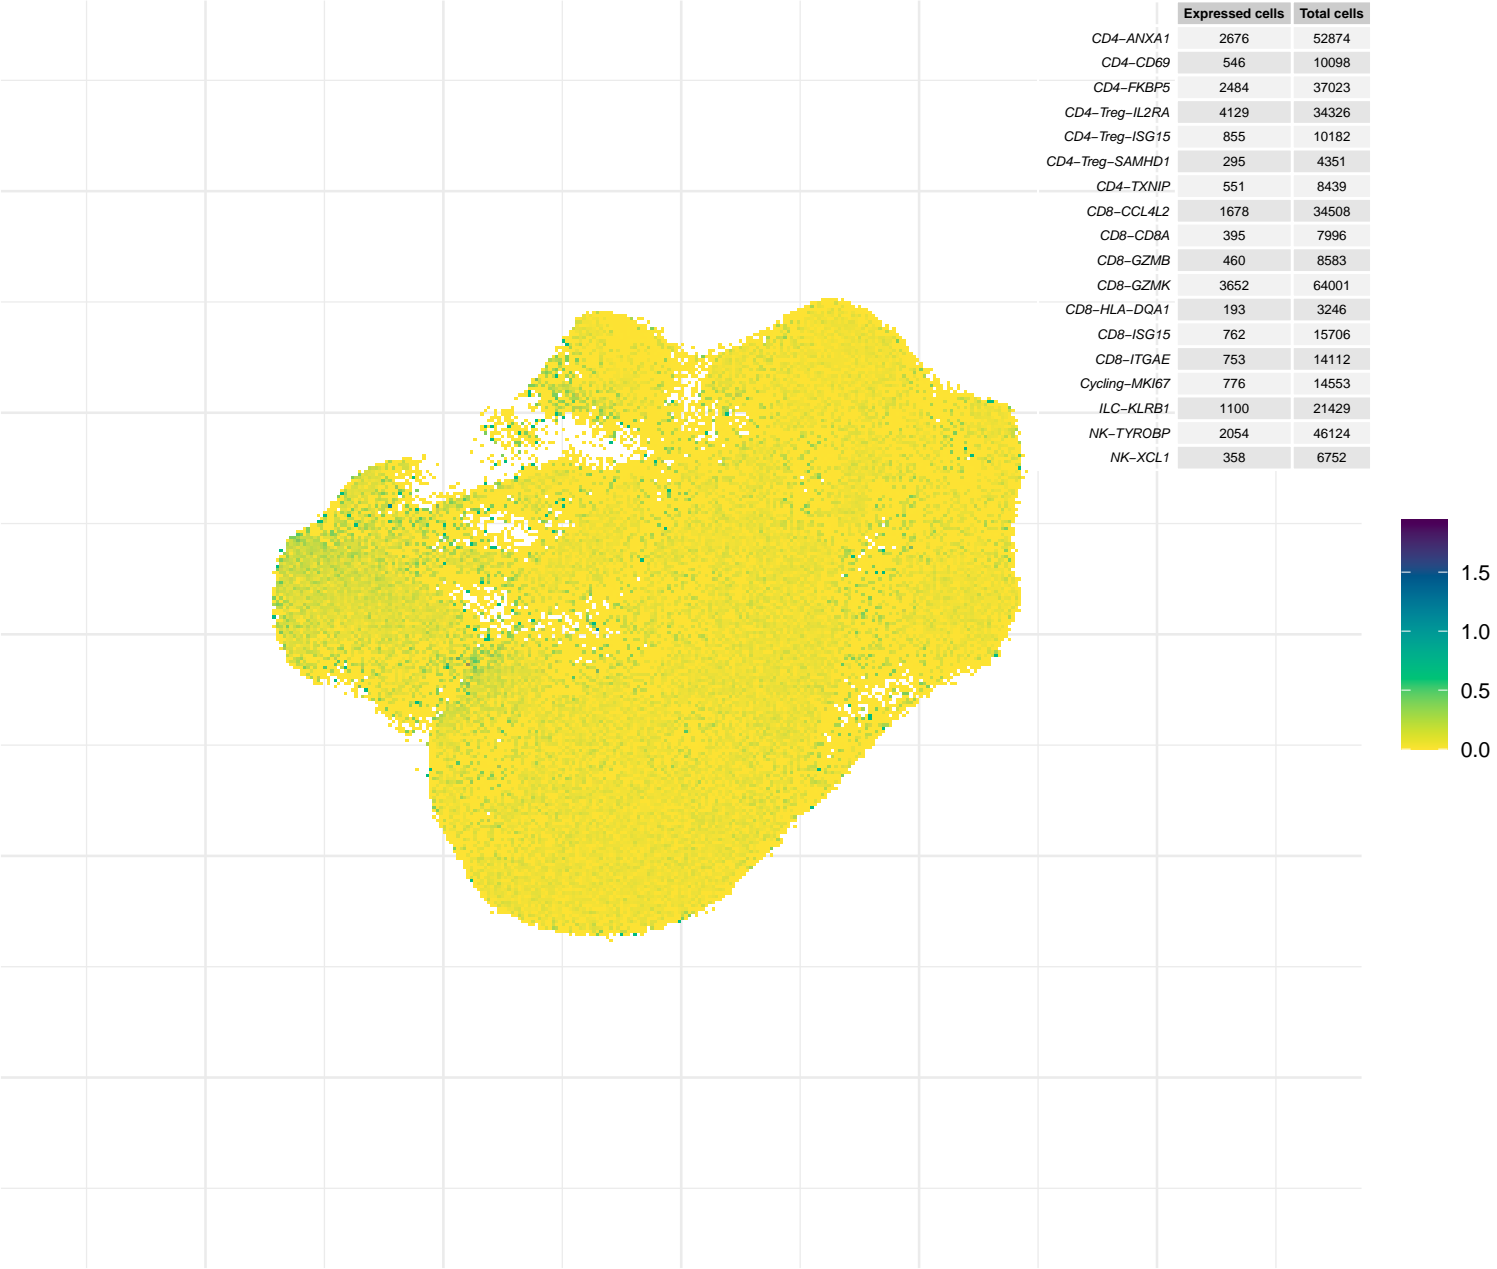 Expressed cells Total cells
CD4−ANXA1 2676 52874
CD4−CD69 546 10098
CD4−FKBP5 2484 37023
CD4−Treg−IL2RA 4129 34326
CD4−Treg−ISG15 855 10182
CD4−Treg−SAMHD1 295 4351
CD4−TXNIP 551 8439
CD8−CCL4L2 1678 34508
CD8−CD8A 395 7996
CD8−GZMB 460 8583
CD8−GZMK 3652 64001
CD8−HLA−DQA1 193 3246
CD8−ISG15 762 15706
CD8−ITGAE 753 14112
Cycling−MKI67 776 14553
ILC−KLRB1 1100 21429
NK−TYROBP 2054 46124
NK−XCL1 358 6752
1.5
1.0
0.5
0.0